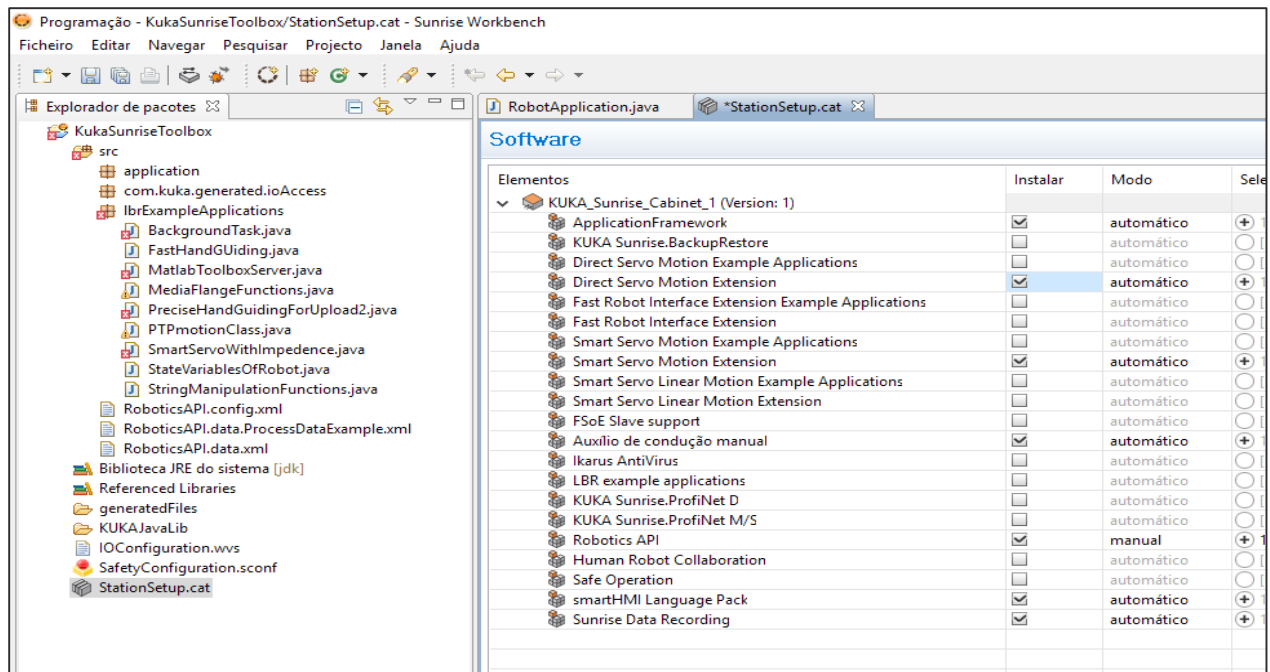 Programação - KukaSunriseToolbox/StationSetup.cat - Sunrise Workbench
Ficheiro Editar Navegar Pesquisar Projecto Janela Ajuda
Explorador de pacotes
RobotApplication.java *StationSetup.cat
KukaSunriseToolbox
src
application
com.kuka.generated.ioAccess
lbrExampleApplications
BackgroundTask.java
FastHandGUiding.java
MatlabToolboxServer.java
MediaFlangeFunctions.java
PreciseHandGuidingForUpload2.java
PTPmotionClass.java
SmartServoWithImpedence.java
StateVariablesOfRobot.java
StringManipulationFunctions.java
RoboticsAPI.config.xml
RoboticsAPI.data.ProcessDataExample.xml
RoboticsAPI.data.xml
Biblioteca JRE do sistema [jdk]
Referenced Libraries
generatedFiles
KUKAJavaLib
IOConfiguration.wvs
SafetyConfiguration.sconf
StationSetup.cat
Software
Elementos Instalar Modo Sele
KUKA_Sunrise_Cabinet_1 (Version: 1)
ApplicationFramework automático 1
KUKA Sunrise.BackupRestore automático [
Direct Servo Motion Example Applications automático [
Direct Servo Motion Extension automático 1
Fast Robot Interface Extension Example Applications automático [
Fast Robot Interface Extension automático [
Smart Servo Motion Example Applications automático [
Smart Servo Motion Extension automático 1
Smart Servo Linear Motion Example Applications automático [
Smart Servo Linear Motion Extension automático [
FSoE Slave support automático [
Auxílio de condução manual automático 1
Ikarus AntiVirus automático [
LBR example applications automático [
KUKA Sunrise.ProfiNet D automático [
KUKA Sunrise.ProfiNet M/S automático [
Robotics API manual 1
Human Robot Collaboration automático [
Safe Operation automático [
smartHMI Language Pack automático 1
Sunrise Data Recording automático 1